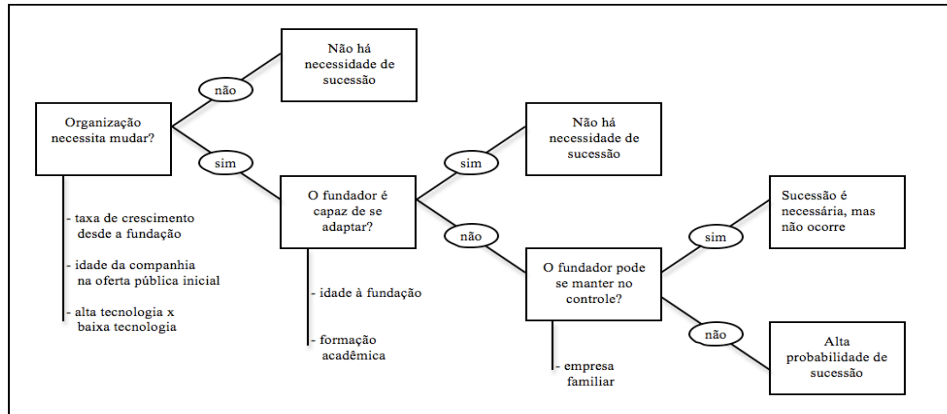 Não há
necessidade de
sucessão
não
Organização
necessita mudar?
sim
- taxa de crescimento
desde a fundação
- idade da companhia
na oferta pública inicial
- alta tecnologia x
baixa tecnologia
O fundador é
capaz de se
adaptar?
- idade à fundação
- formação
acadêmica
Não há
necessidade de
sucessão
sim
não
O fundador pode
se manter no
controle?
- empresa
familiar
Sucessão é
necessária, mas
não ocorre
sim
não
Alta
probabilidade de
sucessão